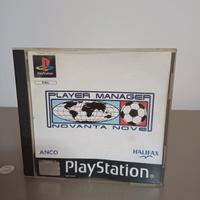 PLAYER MANAGER
NOVANTA NOVE
ANCO
HALIFAX
PlayStation